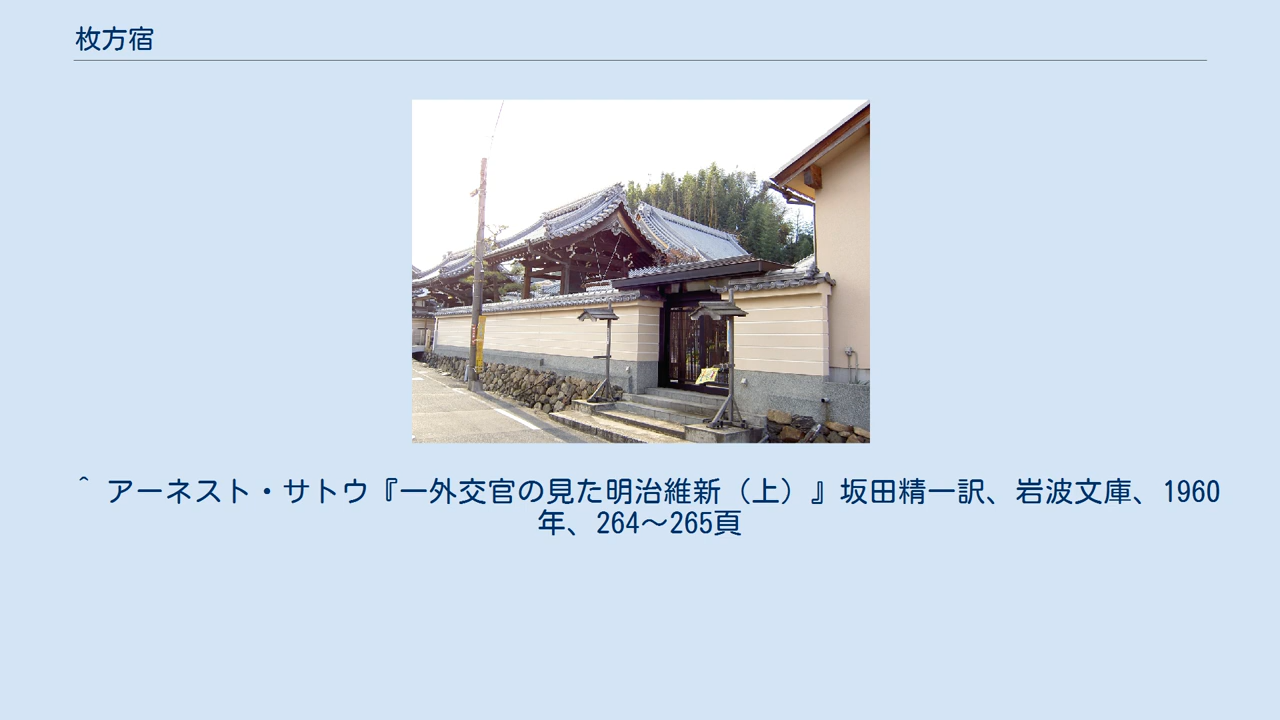 枚方宿
^ アーネスト・サトウ『一外交官の見た明治維新（上）』坂田精一訳、岩波文庫、1960
年、264〜265頁